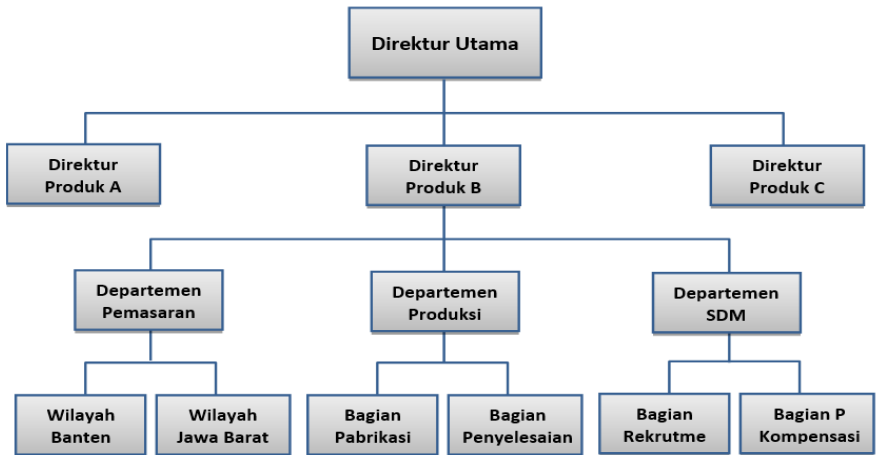 Direktur Utama
Direktur
Produk A
Direktur
Produk B
Direktur
Produk C
Departemen
Pemasaran
Departemen
Produksi
Departemen
SDM
Wilayah
Banten
Wilayah
Jawa Barat
Bagian
Pabrikasi
Bagian
Penyelesaian
Bagian
Rekrutme
Bagian P
Kompensasi